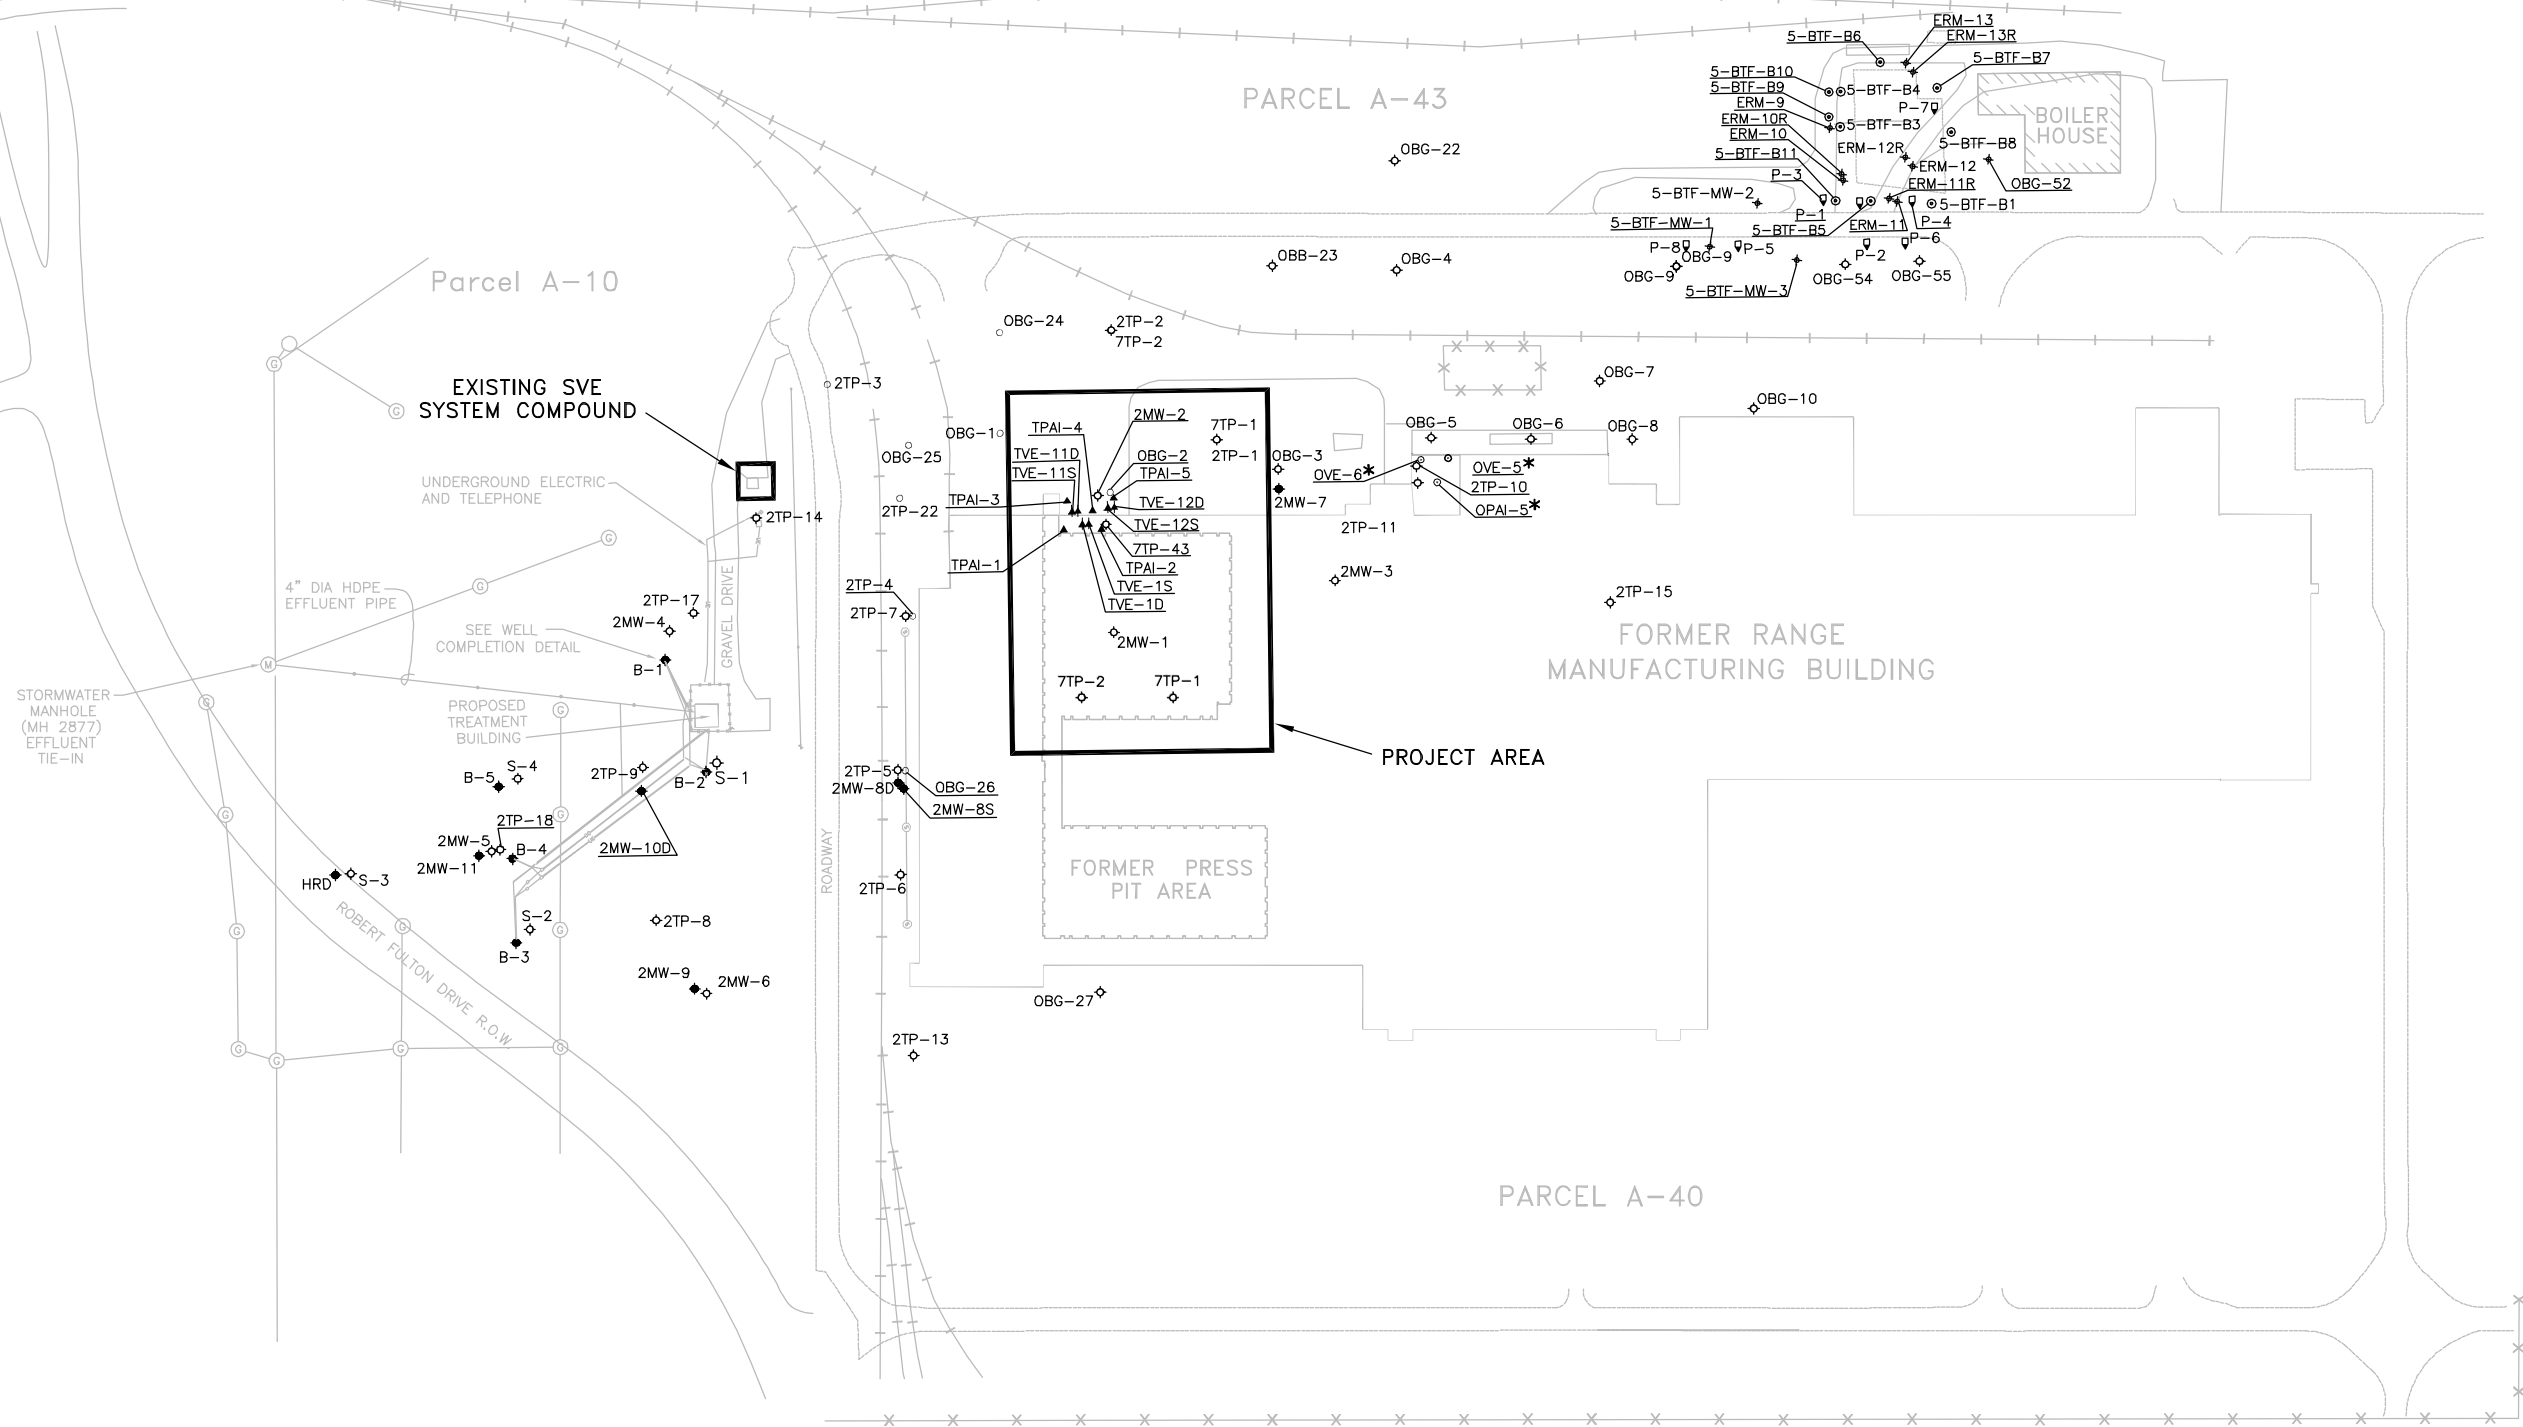 ERM-13
5-BTF-B6
ERM-13R
5-BTF-B7
5-BTF-B10
5-BTF-B9
5-BTF-B4
PARCEL A-43
ERM-9
P-7
BOILER
HOUSE
ERM-10R
5-BTF-B3
ERM-10
5-BTF-B8
OBG-22
5-BTF-B11
ERM-12R
ERM-12
P-3
ERM-11R
OBG-52
5-BTF-MW-2
5-BTF-B1
P-1
5-BTF-MW-1
5-BTF-B5
ERM-11
P-4
P-6
P-8
OBG-9
P-5
P-2
OBB-23
OBG-4
OBG-9
OBG-54
OBG-55
5-BTF-MW-3
Parcel A-10
OBG-24
2TP-2
7TP-2
EXISTING SVE
SYSTEM COMPOUND
2TP-3
OBG-7
OBG-10
2MW-2
TPAI-4
7TP-1
OBG-1
OBG-5
OBG-6
OBG-8
TVE-11D
OBG-2
2TP-1
OBG-3
OBG-25
TVE-11S
TPAI-5
OVE-6*
OVE-5*
UNDERGROUND ELECTRIC
AND TELEPHONE
2TP-10
TPAI-3
TVE-12D
2MW-7
2TP-22
OPAI-5*
2TP-14
TVE-12S
2TP-11
7TP-43
TPAI-1
TPAI-2
2MW-3
4" DIA HDPE
EFFLUENT PIPE
GRAVEL DRIVE
2TP-4
TVE-1S
2TP-15
2TP-17
2TP-7
TVE-1D
2MW-4
SEE WELL
COMPLETION DETAIL
2MW-1
FORMER RANGE
MANUFACTURING BUILDING
B-1
7TP-2
7TP-1
STORMWATER
MANHOLE
(MH 2877)
EFFLUENT
TIE-IN
PROPOSED
TREATMENT
BUILDING
PROJECT AREA
S-4
B-5
2TP-9
B-2
S-1
2TP-5
2MW-8D
OBG-26
2MW-8S
2TP-18
2MW-5
B-4
2MW-10D
2MW-11
ROADWAY
HRD
S-3
2TP-6
FORMER PRESS
PIT AREA
S-2
2TP-8
B-3
ROBERT FULTON DRIVE R.O.W
2MW-9
2MW-6
OBG-27
2TP-13
PARCEL A-40
G
G
G
G
M
G
G
G
G
G
G
G
G
G
G
G
G